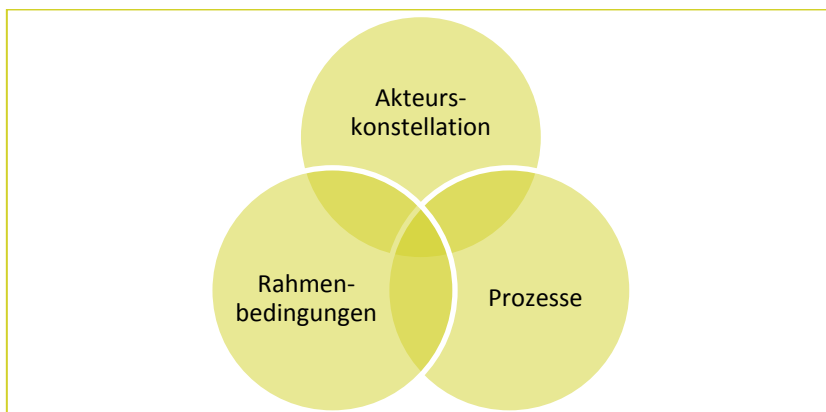 Akteurs-
konstellation
Rahmen-
bedingungen
Prozesse